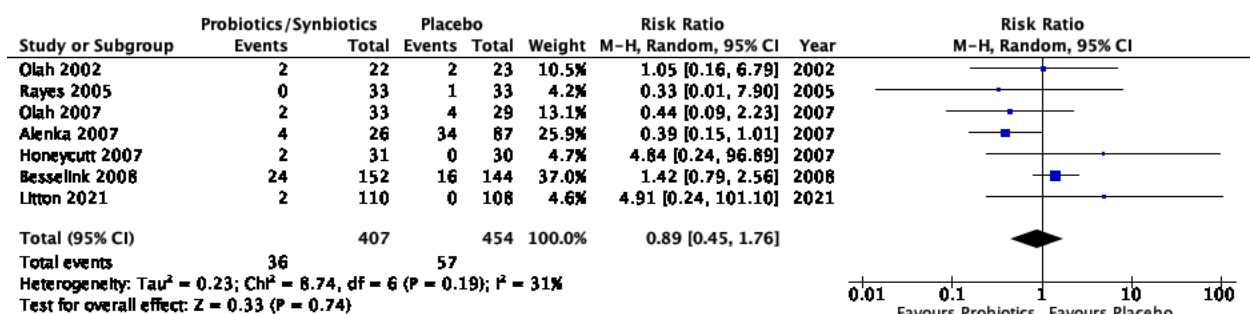 Probiotics/Synbiotics Placebo Risk Ratio Risk Ratio
Study or Subgroup Events Total Events Total Weight M-H, Random, 95% CI Year M-H, Random, 95% CI
Olah 2002 2 22 2 23 10.5% 1.05 [0.16, 6.79] 2002
Rayes 2005 0 33 1 33 4.2% 0.33 [0.01, 7.90] 2005
Olah 2007 2 33 4 29 13.1% 0.44 [0.09, 2.23] 2007
Alenka 2007 4 26 34 87 25.9% 0.39 [0.15, 1.01] 2007
Honeycutt 2007 2 31 0 30 4.7% 4.84 [0.24, 96.89] 2007
Besselink 2008 24 152 16 144 37.0% 1.42 [0.79, 2.56] 2008
Litton 2021 2 110 0 108 4.6% 4.91 [0.24, 101.10] 2021
Total (95% CI) 407 454 100.0% 0.89 [0.45, 1.76]
Total events 36 57
Heterogeneity: Tau² = 0.23; Chi² = 8.74, df = 6 (P = 0.19); I² = 31%
Test for overall effect: Z = 0.33 (P = 0.74)
0.01 0.1 1 10 100
Favours Probiotics Favours Placebo